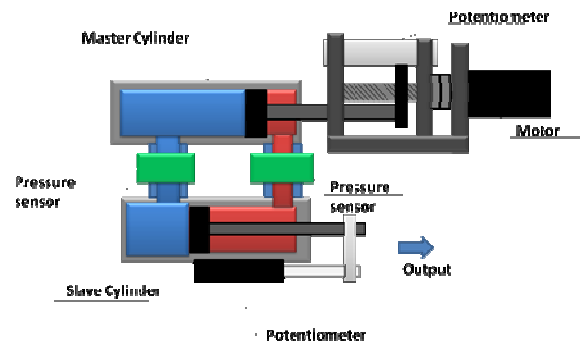 Potentiometer
Master Cylinder
Motor
Pressure
sensor
Pressure
sensor
Output
Slave Cylinder
Potentiometer